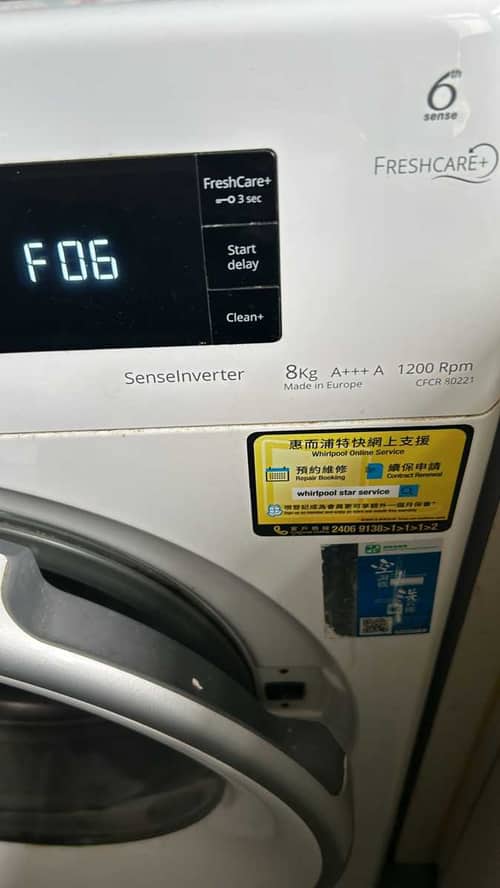 6th
sense
FRESHCARE+
FreshCare+
3 sec
F06
Start
delay
Clean+
SenseInverter
8Kg A+++ A 1200 Rpm
Made in Europe
CFCR 80221
惠而浦特快網上支援
Whirlpool Online Service
預約維修
Repair Booking
續保申請
Contract Renewal
whirlpool star service
2406 9138>1>1>1>2